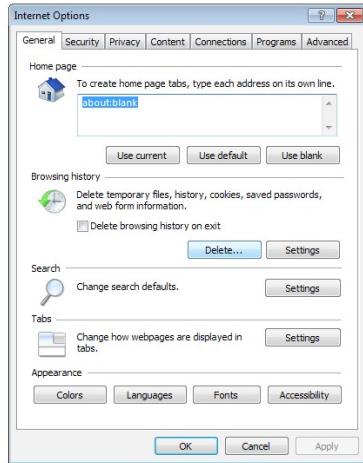 Internet Options
General Security Privacy Content Connections Programs Advanced
Home page
To create home page tabs, type each address on its own line.
about:blank
Use current Use default Use blank
Browsing history
Delete temporary files, history, cookies, saved passwords,
and web form information.
Delete browsing history on exit
Delete... Settings
Search
Change search defaults. Settings
Tabs
Change how webpages are displayed in
tabs.
Settings
Appearance
Colors Languages Fonts Accessibility
OK Cancel Apply